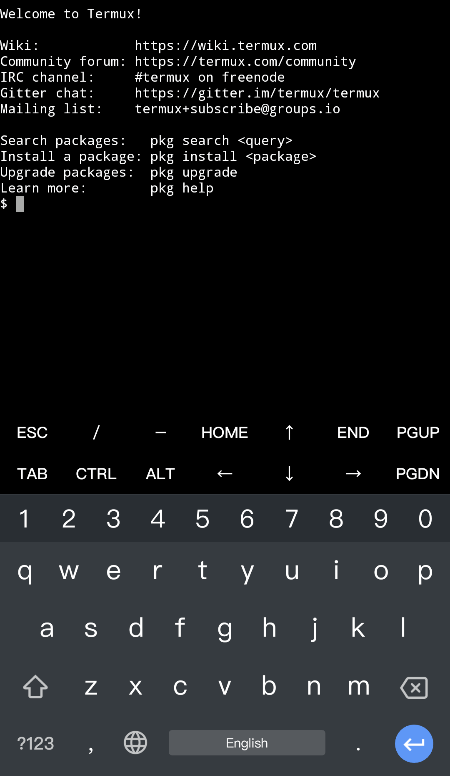 Welcome to Termux!
Wiki: https://wiki.termux.com
Community forum: https://termux.com/community
IRC channel: #termux on freenode
Gitter chat: https://gitter.im/termux/termux
Mailing list: termux+subscribe@groups.io
Search packages: pkg search <query>
Install a package: pkg install <package>
Upgrade packages: pkg upgrade
Learn more: pkg help
$
ESC / — HOME ↑ END PGUP
TAB CTRL ALT ← ↓ → PGDN
1 2 3 4 5 6 7 8 9 0
q w e r t y u i o p
a s d f g h j k l
z x c v b n m
?123 , English .